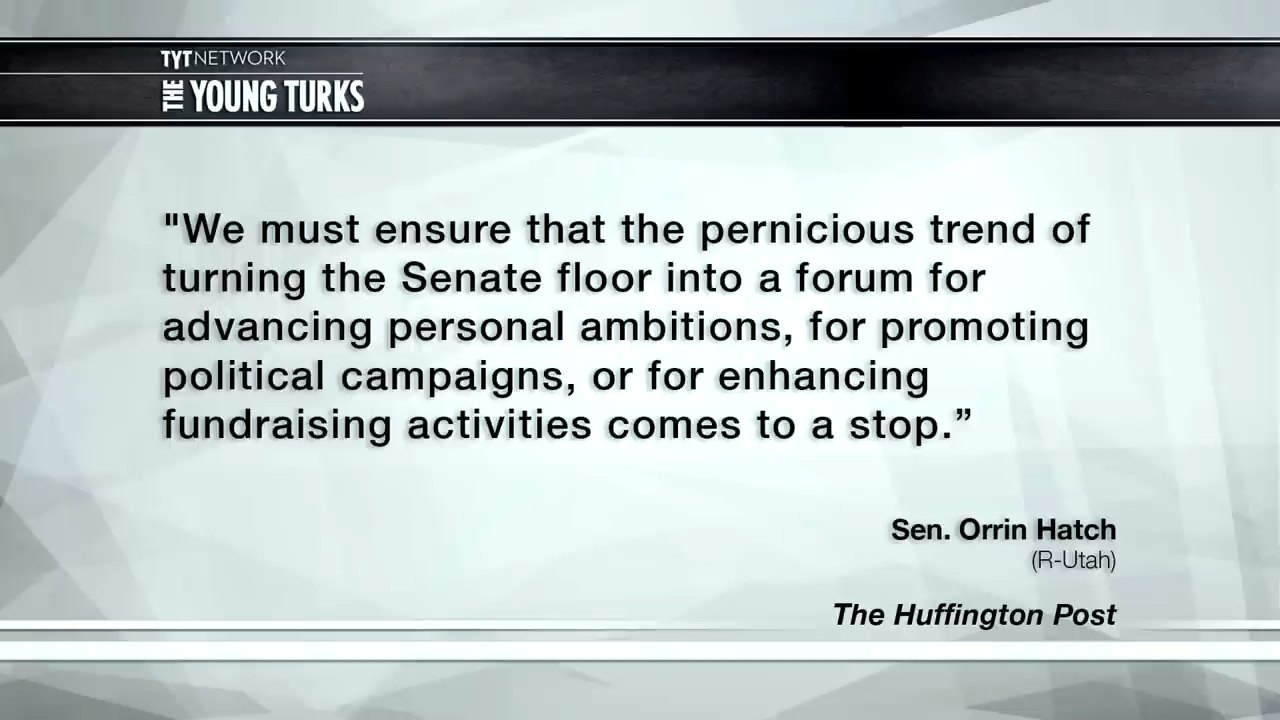 TYTNETWORK
THE YOUNG TURKS
"We must ensure that the pernicious trend of
turning the Senate floor into a forum for
advancing personal ambitions, for promoting
political campaigns, or for enhancing
fundraising activities comes to a stop.”
Sen. Orrin Hatch
(R-Utah)
The Huffington Post